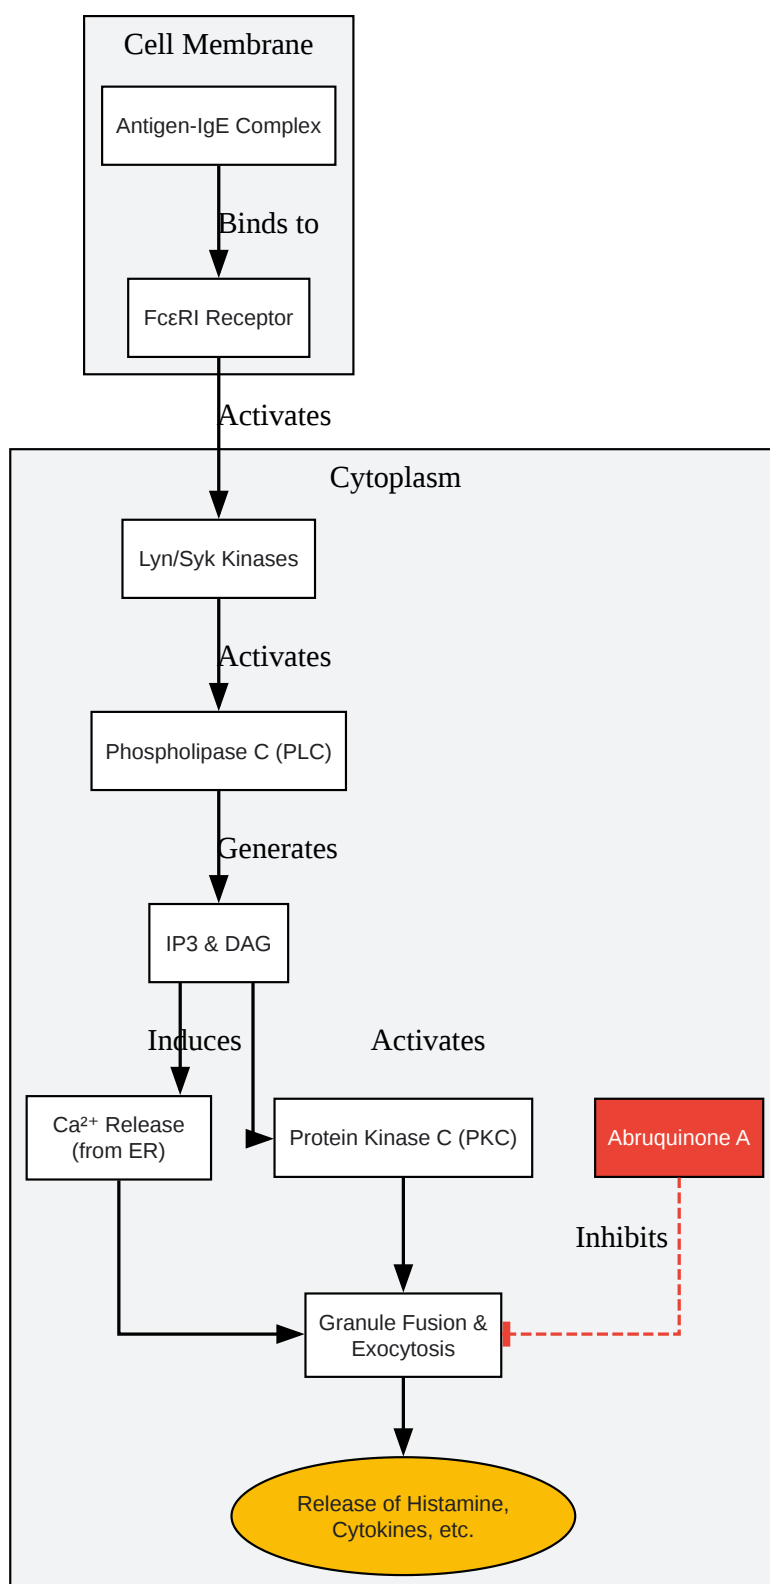 Cell Membrane
Antigen-IgE Complex
Binds to
FcεRI Receptor
Activates
Cytoplasm
Lyn/Syk Kinases
Activates
Phospholipase C (PLC)
Generates
IP3 & DAG
Induces
Activates
Ca²⁺ Release
(from ER)
Protein Kinase C (PKC)
Abruquinone A
Inhibits
Granule Fusion &
Exocytosis
Release of Histamine,
Cytokines, etc.